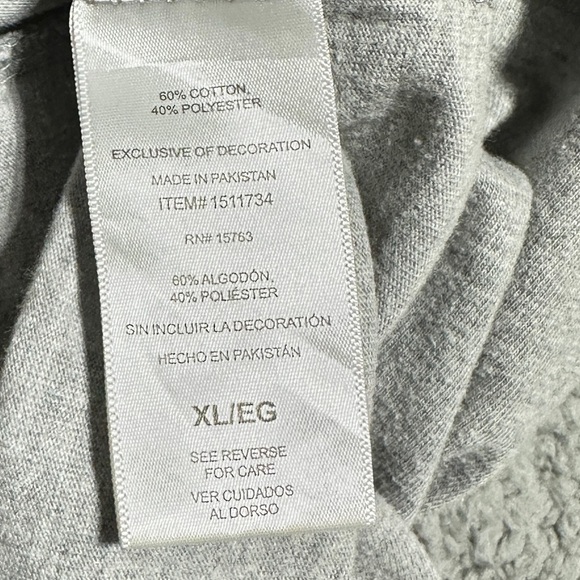 60% COTTON,
40% POLYESTER
EXCLUSIVE OF DECORATION
MADE IN PAKISTAN
ITEM# 1511734
RN# 15763
60% ALGODÓN,
40% POLIÉSTER
SIN INCLUIR LA DECORATIÓN
HECHO EN PAKISTÁN
XL/EG
SEE REVERSE
FOR CARE
VER CUIDADOS
AL DORSO